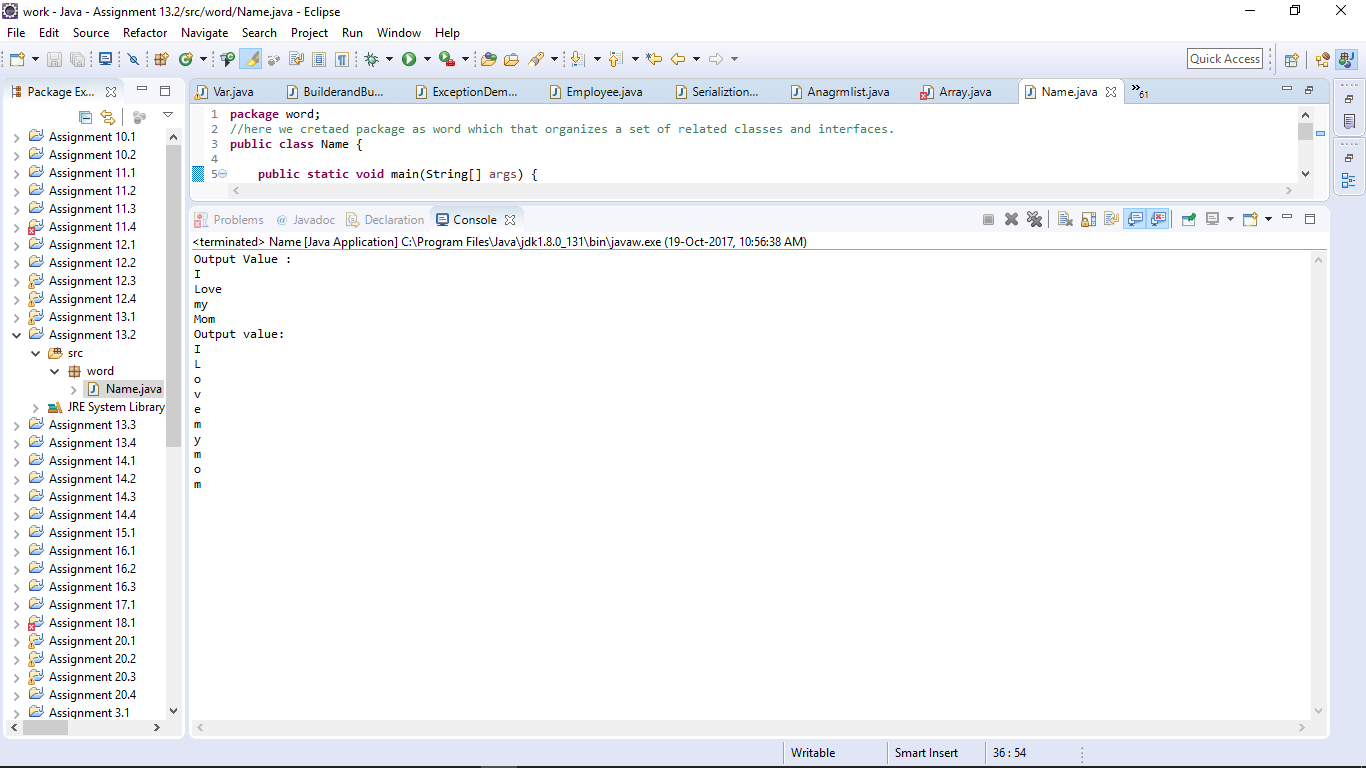 work - Java - Assignment 13.2/src/word/Name.java - Eclipse
File Edit Source Refactor Navigate Search Project Run Window Help
Quick Access
Package Ex...
Var.java BuilderandBu... ExceptionDem... Employee.java Serializtion... Anagrmlist.java Array.java Name.java »61
Assignment 10.1
Assignment 10.2
Assignment 11.1
Assignment 11.2
Assignment 11.3
Assignment 11.4
Assignment 12.1
Assignment 12.2
Assignment 12.3
Assignment 12.4
Assignment 13.1
Assignment 13.2
src
word
Name.java
JRE System Library
Assignment 13.3
Assignment 13.4
Assignment 14.1
Assignment 14.2
Assignment 14.3
Assignment 14.4
Assignment 15.1
Assignment 16.1
Assignment 16.2
Assignment 16.3
Assignment 17.1
Assignment 18.1
Assignment 20.1
Assignment 20.2
Assignment 20.3
Assignment 20.4
Assignment 3.1
1 package word;
2 //here we cretaed package as word which that organizes a set of related classes and interfaces.
3 public class Name {
4
5 public static void main(String[] args) {
Problems @ Javadoc Declaration Console
<terminated> Name [Java Application] C:\Program Files\Java\jdk1.8.0_131\bin\javaw.exe (19-Oct-2017, 10:56:38 AM)
Output Value :
I
Love
my
Mom
Output value:
I
L
o
v
e
m
y
m
o
m
Writable Smart Insert 36 : 54